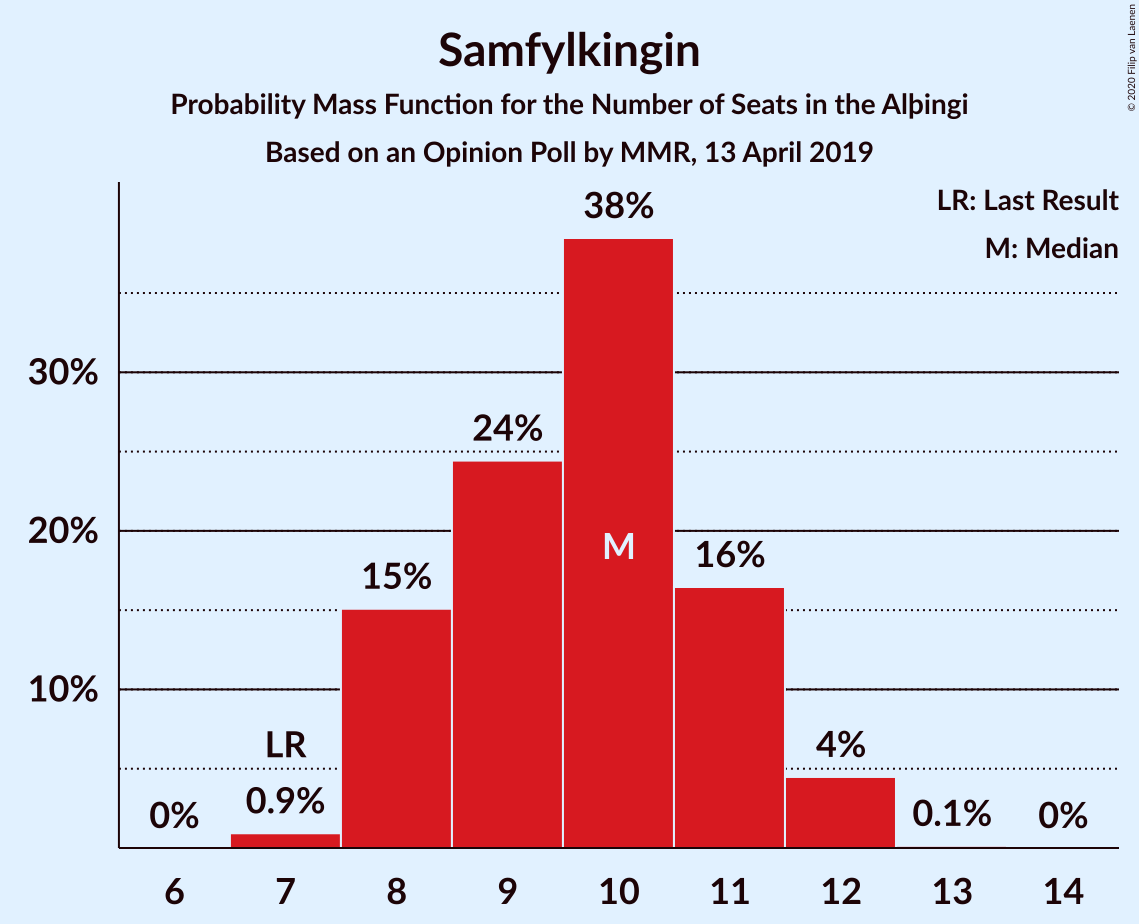 Samfylkingin
Probability Mass Function for the Number of Seats in the Alþingi
Based on an Opinion Poll by MMR, 13 April 2019
© 2020 Filip van Laenen
LR: Last Result
M: Median
38%
30%
24%
20%
M
16%
15%
10%
LR
4%
0%
0.9%
0.1%
0%
6 7 8 9 10 11 12 13 14